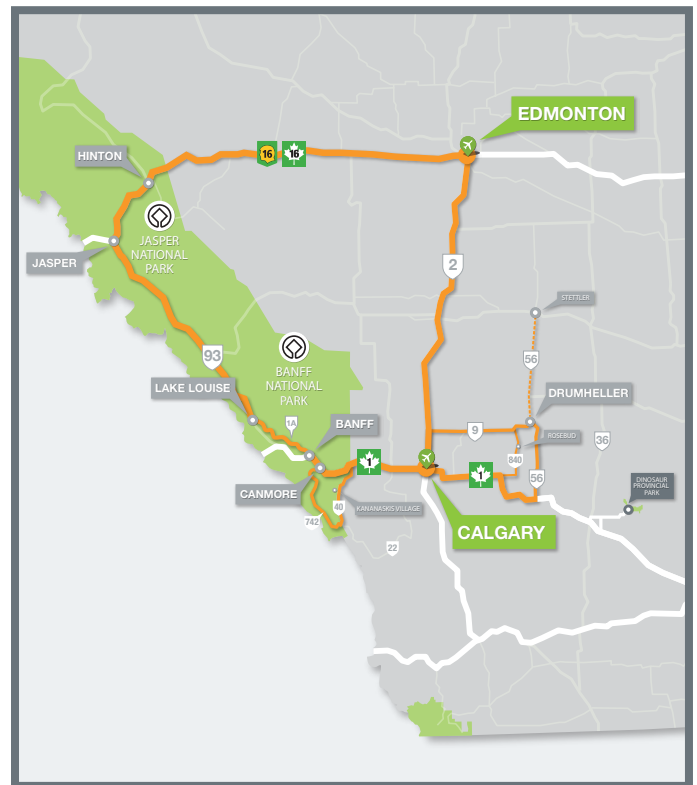 EDMONTON
HINTON
16
16
JASPER
NATIONAL
PARK
JASPER
2
STETTLER
93
BANFF
NATIONAL
PARK
56
LAKE LOUISE
DRUMHELLER
1A
BANFF
9
ROSEBUD
36
840
1
1
56
CANMORE
DINOSAUR
PROVINCIAL
PARK
40
KANANASKIS VILLAGE
742
CALGARY
22